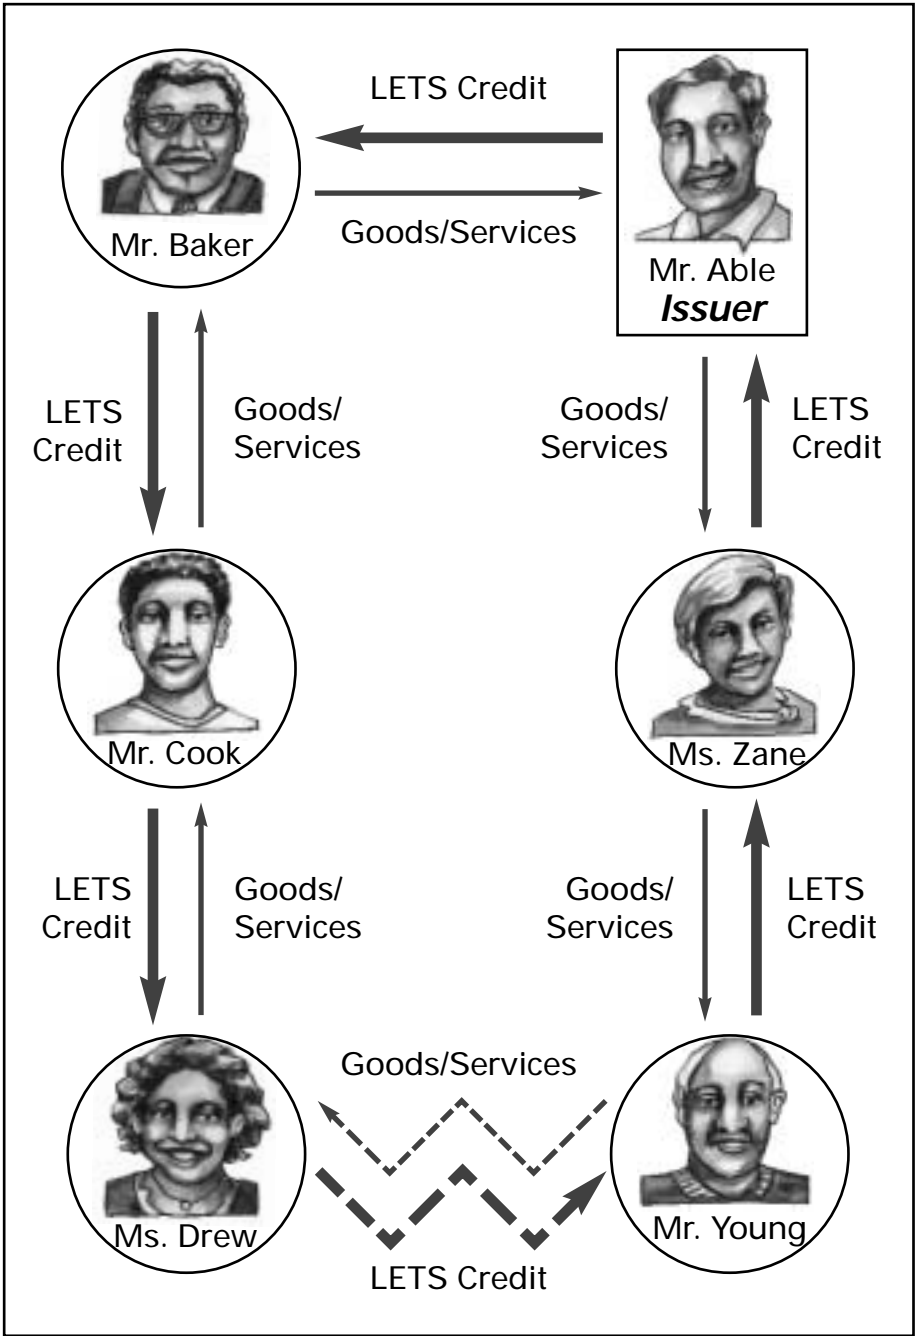 LETS Credit
Goods/Services
Mr. Baker
Mr. Able
Issuer
LETS
Credit
Goods/
Services
Goods/
Services
LETS
Credit
Mr. Cook
Ms. Zane
LETS
Credit
Goods/
Services
Goods/
Services
LETS
Credit
Goods/Services
Ms. Drew
Mr. Young
LETS Credit